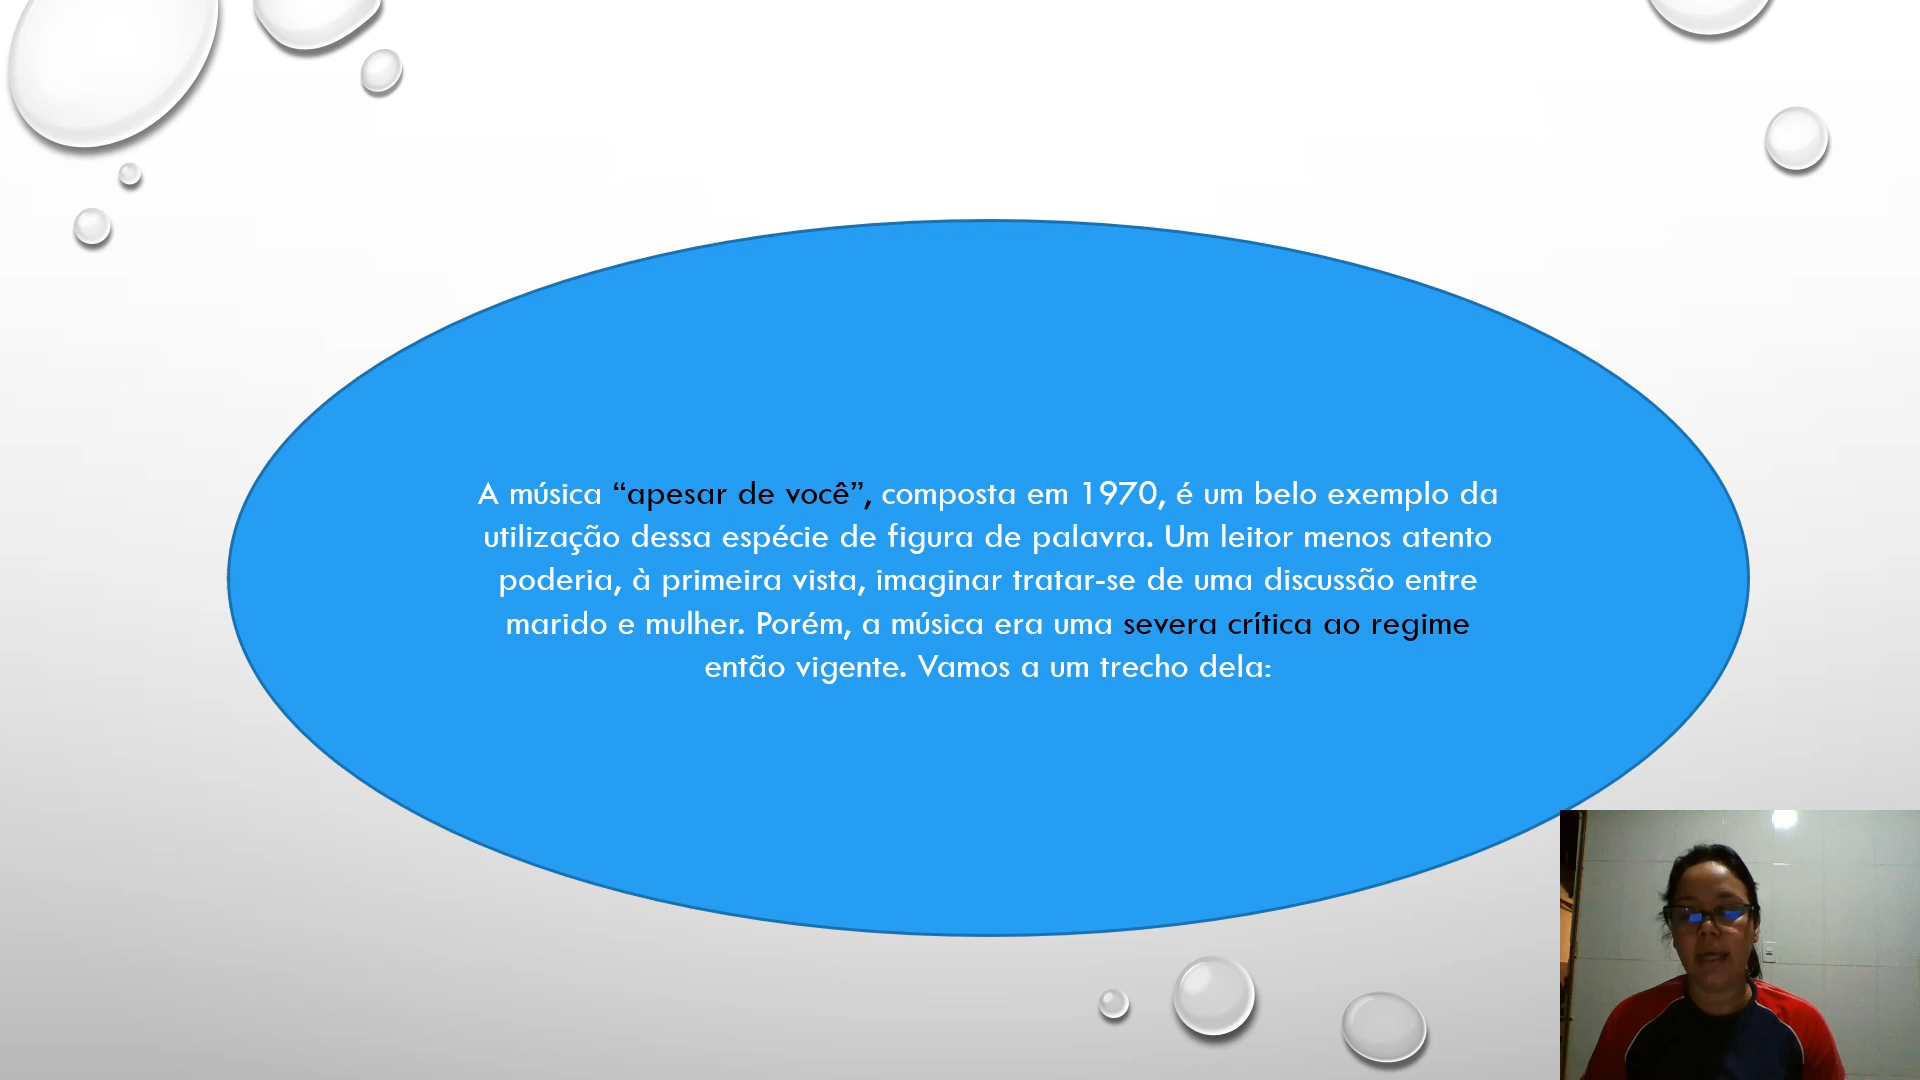 A música “apesar de você”, composta em 1970, é um belo exemplo da
utilização dessa espécie de figura de palavra. Um leitor menos atento
poderia, à primeira vista, imaginar tratar-se de uma discussão entre
marido e mulher. Porém, a música era uma severa crítica ao regime
então vigente. Vamos a um trecho dela: